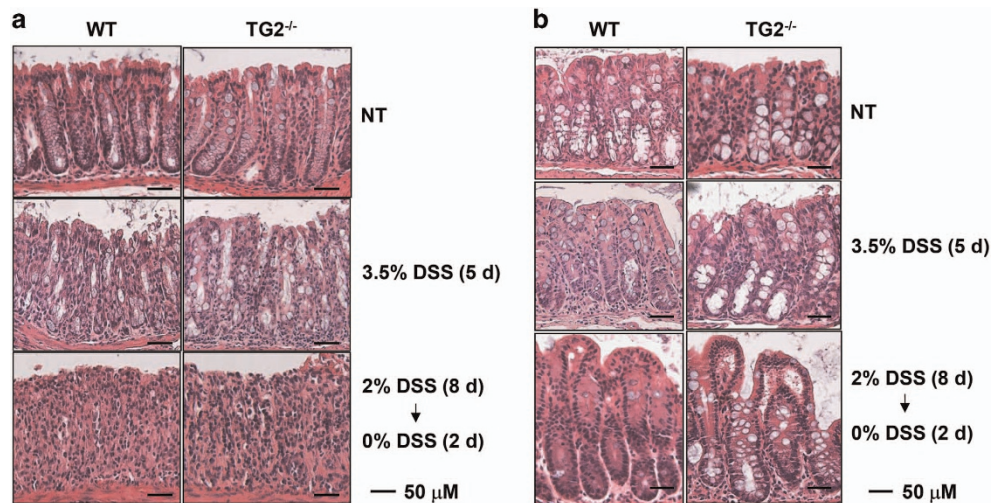 a
WT TG2-/-
NT
3.5% DSS (5 d)
2% DSS (8 d)
↓
0% DSS (2 d)
50 μM
b
WT TG2-/-
NT
3.5% DSS (5 d)
2% DSS (8 d)
↓
0% DSS (2 d)
50 μM